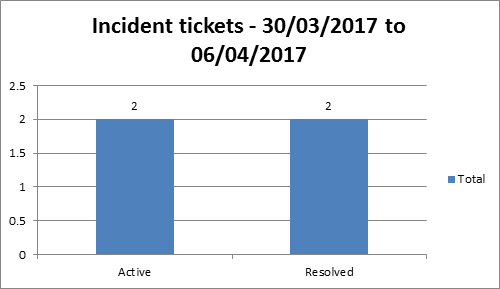 Incident tickets - 30/03/2017 to
06/04/2017
2.5
2
1.5
1
0.5
0
2
2
Active
Resolved
Total